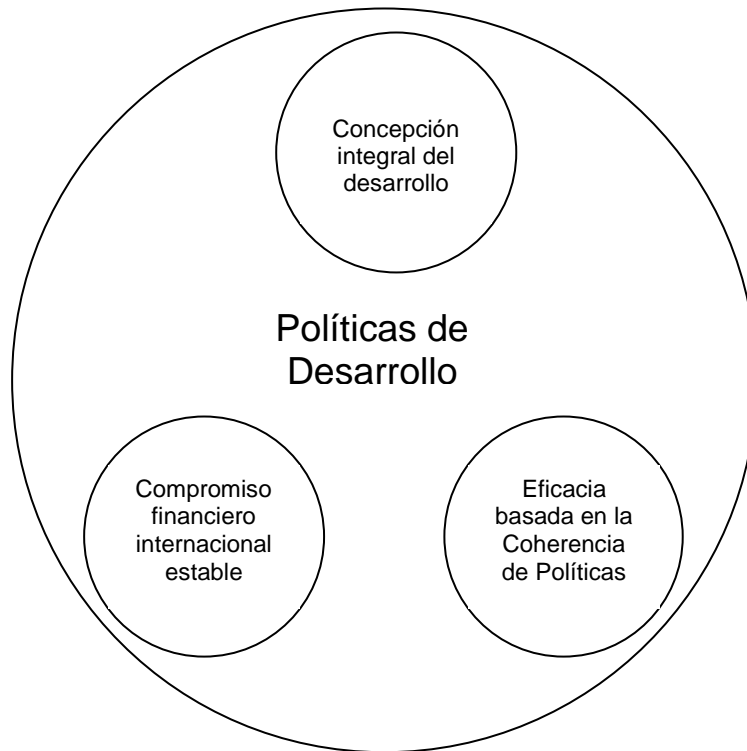 Concepción
integral del
desarrollo
Políticas de
Desarrollo
Compromiso
financiero
internacional
estable
Eficacia
basada en la
Coherencia
de Políticas